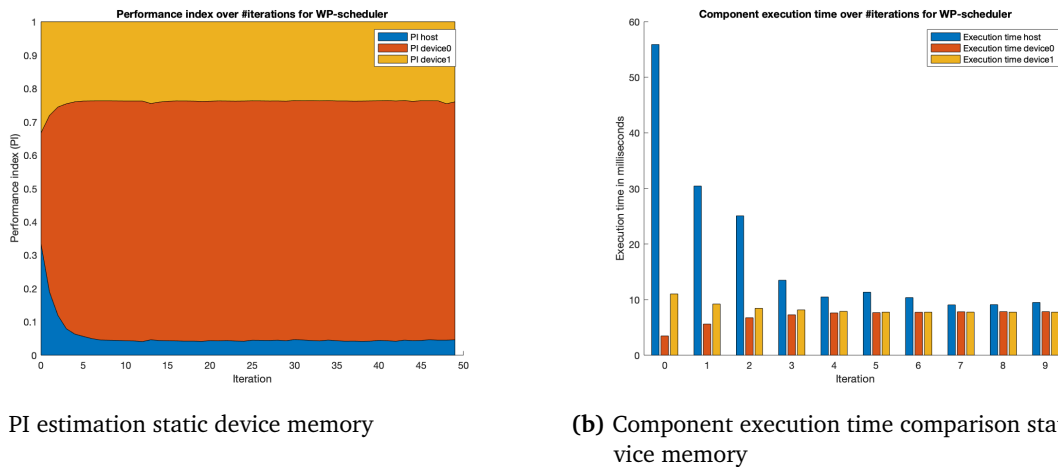 Performance index over #iterations for WP-scheduler
PI host
PI device0
PI device1
1
0.9
0.8
0.7
0.6
0.5
0.4
0.3
0.2
0.1
0
Performance index (PI)
0 5 10 15 20 25 30 35 40 45 50
Iteration
PI estimation static device memory
Component execution time over #iterations for WP-scheduler
Execution time host
Execution time device0
Execution time device1
60
50
40
30
20
10
0
Execution time in milliseconds
0 1 2 3 4 5 6 7 8 9
Iteration
(b) Component execution time comparison sta
vice memory